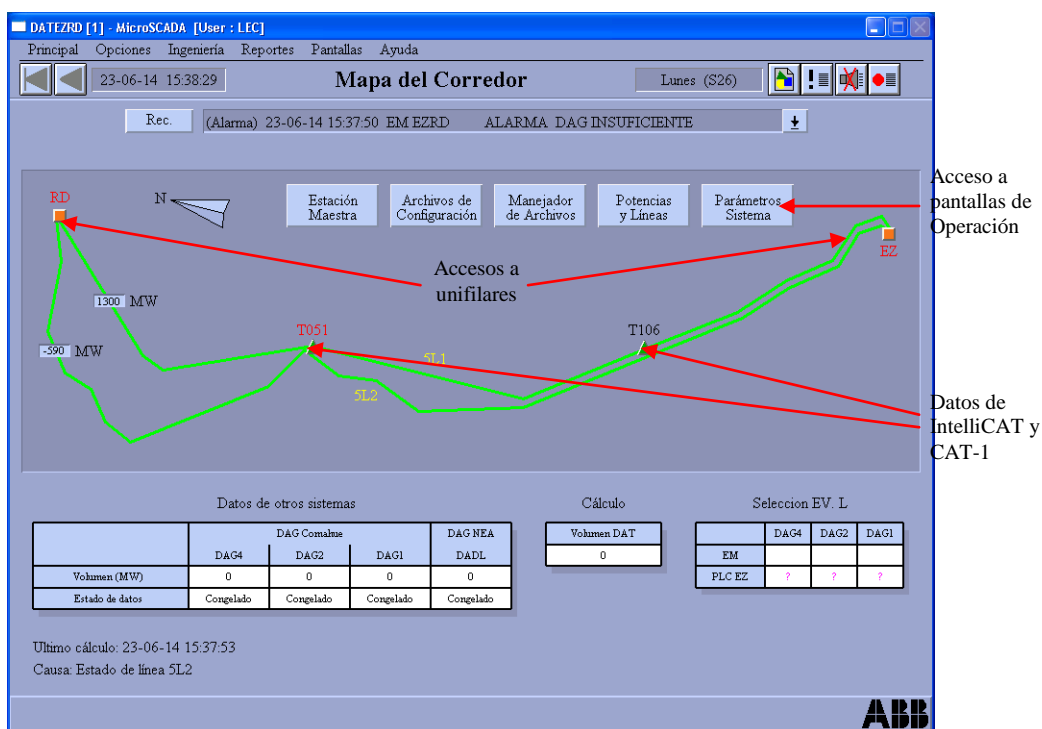 DATEZRD [1] - MicroSCADA [User : LEC]
Principal Opciones Ingeniería Reportes Pantallas Ayuda
23-06-14 15:38:29
Mapa del Corredor
Lunes (S26)
Rec.
(Alarma) 23-06-14 15:37:50 EM EZRD ALARMA DAG INSUFICIENTE
Acceso a
pantallas de
Operación
RD
N
Estación
Maestra
Archivos de
Configuración
Manejador
de Archivos
Potencias
y Líneas
Parámetros
Sistema
EZ
Accesos a
unifilares
1300 MW
T051
T106
-590 MW
5L1
5L2
Datos de
IntelliCAT y
CAT-1
Datos de otros sistemas
Cálculo
Seleccion EV. L
DAG Comahue DAG NEA
DAG4 DAG2 DAG1 DADL
Volumen (MW) 0 0 0 0
Estado de datos Congelado Congelado Congelado Congelado
Volumen DAT
0
DAG4 DAG2 DAG1
EM
PLC EZ ? ? ?
Ultimo cálculo: 23-06-14 15:37:53
Causa: Estado de línea 5L2
ABB